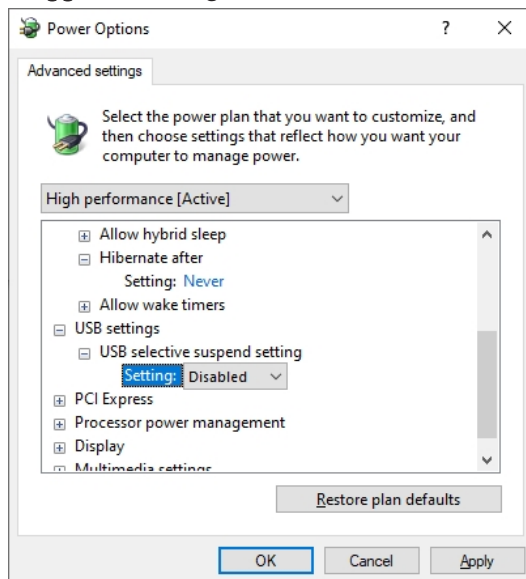 Power Options
?
Advanced settings
Select the power plan that you want to customize, and
then choose settings that reflect how you want your
computer to manage power.
High performance [Active]
Allow hybrid sleep
Hibernate after
Setting: Never
Allow wake timers
USB settings
USB selective suspend setting
Setting: Disabled
PCI Express
Processor power management
Display
Multimedia settings
Restore plan defaults
OK Cancel Apply